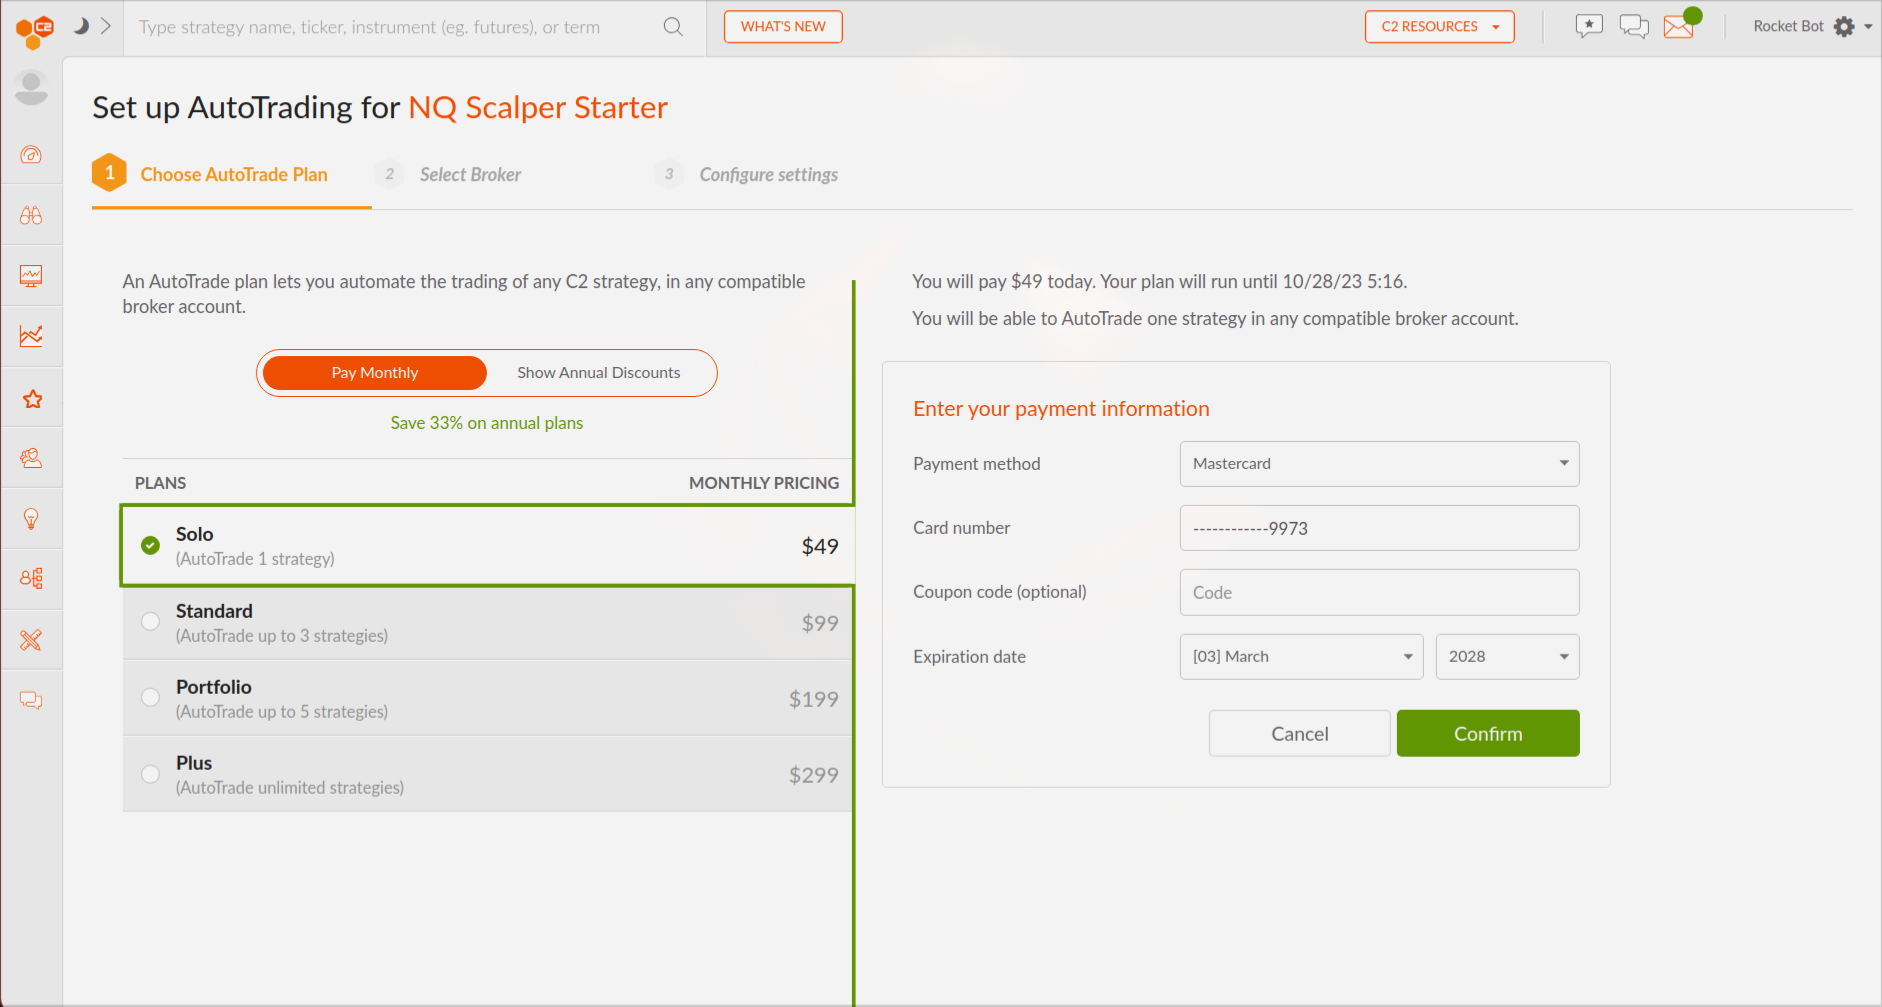 C2
Type strategy name, ticker, instrument (eg. futures), or term
WHAT'S NEW
C2 RESOURCES
Rocket Bot
Set up AutoTrading for NQ Scalper Starter
1 Choose AutoTrade Plan
2 Select Broker
3 Configure settings
An AutoTrade plan lets you automate the trading of any C2 strategy, in any compatible
broker account.
Pay Monthly
Show Annual Discounts
Save 33% on annual plans
PLANS MONTHLY PRICING
Solo
(AutoTrade 1 strategy)
$49
Standard
(AutoTrade up to 3 strategies)
$99
Portfolio
(AutoTrade up to 5 strategies)
$199
Plus
(AutoTrade unlimited strategies)
$299
You will pay $49 today. Your plan will run until 10/28/23 5:16.
You will be able to AutoTrade one strategy in any compatible broker account.
Enter your payment information
Payment method Mastercard
Card number ------------9973
Coupon code (optional) Code
Expiration date [03] March 2028
Cancel Confirm